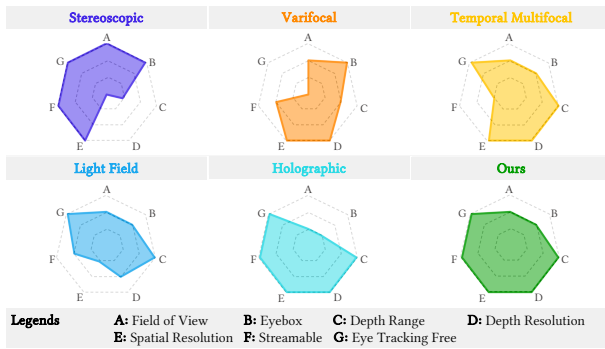 Stereoscopic Varifocal Temporal Multifocal
A A A
G B G B G B
F C F C F C
E D E D E D
Light Field Holographic Ours
A A A
G B G B G B
F C F C F C
E D E D E D
Legends A: Field of View B: Eyebox C: Depth Range D: Depth Resolution
E: Spatial Resolution F: Streamable G: Eye Tracking Free